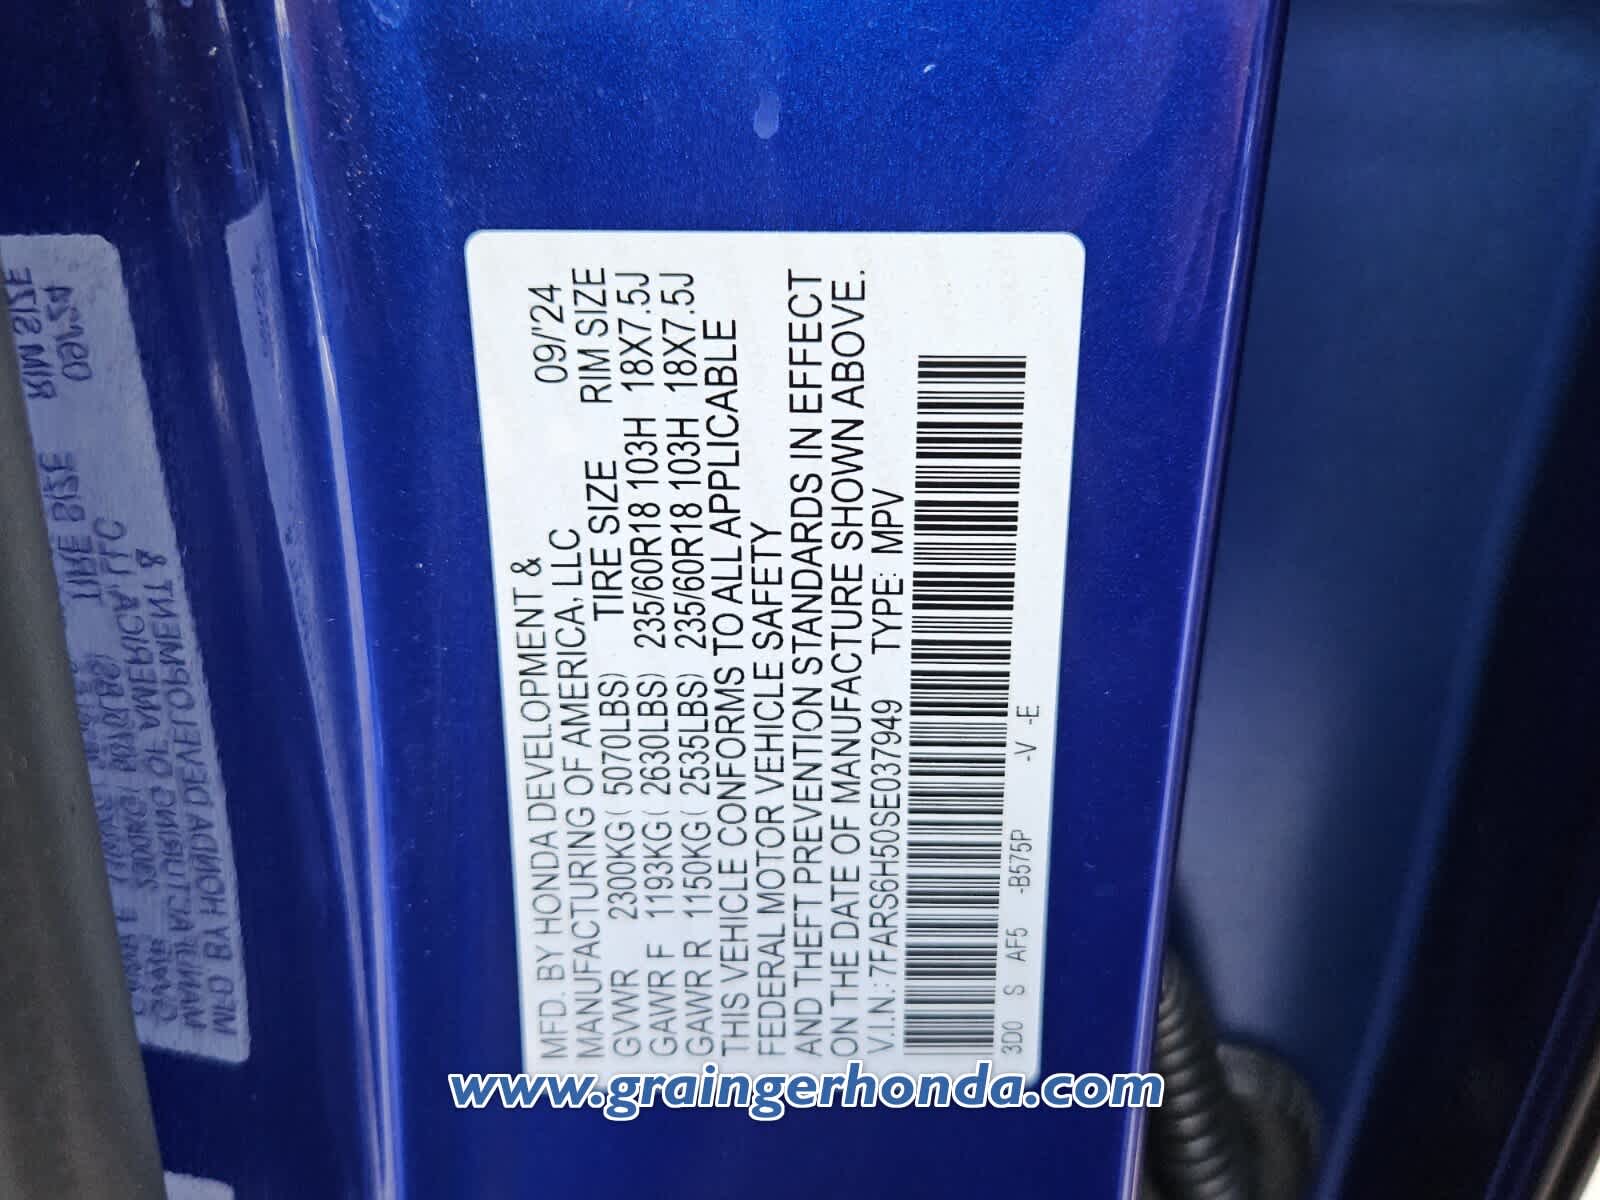 MFD. BY HONDA DEVELOPMENT & 09/'24
MANUFACTURING OF AMERICA, LLC
TIRE SIZE RIM SIZE
GVWR 2300KG( 5070LBS)
GAWR F 1193KG( 2630LBS) 235/60R18 103H 18X7.5J
GAWR R 1150KG( 2535LBS) 235/60R18 103H 18X7.5J
THIS VEHICLE CONFORMS TO ALL APPLICABLE
FEDERAL MOTOR VEHICLE SAFETY
AND THEFT PREVENTION STANDARDS IN EFFECT
ON THE DATE OF MANUFACTURE SHOWN ABOVE.
V.I.N.:7FARS6H50SE037949 TYPE: MPV
3D0 S AF5 -B575P -V -E
www.graingerhonda.com